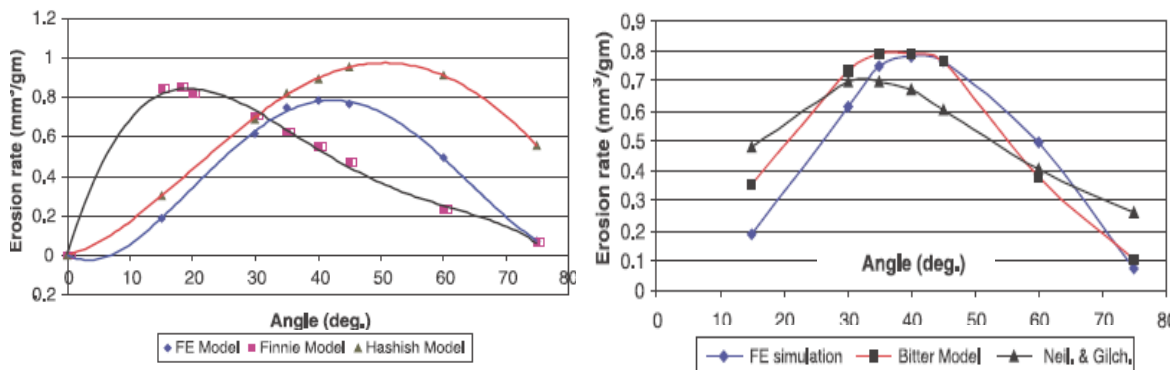 1.2
1
0.8
0.6
0.4
0.2
0
0.2
Erosion rate (mm³/gm)
0 10 20 30 40 50 60 70 80
Angle (deg.)
FE Model Finnie Model Hashish Model
0.9
0.8
0.7
0.6
0.5
0.4
0.3
0.2
0.1
0
Erosion rate (mm³/gm)
Angle (deg.)
0 10 20 30 40 50 60 70 80
FE simulation Bitter Model Neil. & Gilch.